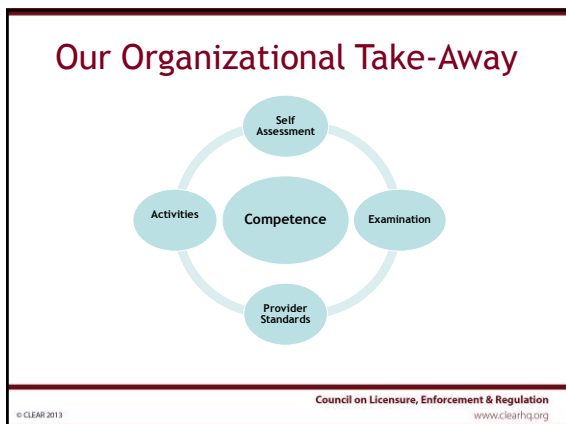 Our Organizational Take-Away
Self
Assessment
Activities
Competence
Examination
Provider
Standards
Council on Licensure, Enforcement & Regulation
© CLEAR 2013
www.clearhq.org